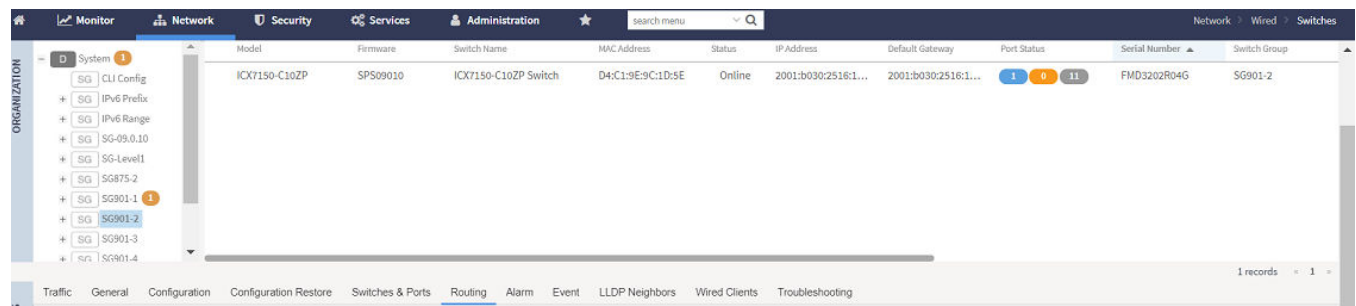 Monitor Network Security Services Administration search menu Network > Wired > Switches
ORGANIZATION
D System 1
SG CLI Config
+ SG IPv6 Prefix
+ SG IPv6 Range
+ SG SG-09.0.10
+ SG SG-Level1
+ SG SG875-2
+ SG SG901-1 1
+ SG SG901-2
+ SG SG901-3
+ SG SG901-4
Model Firmware Switch Name MAC Address Status IP Address Default Gateway Port Status Serial Number Switch Group
ICX7150-C10ZP SPS09010 ICX7150-C10ZP Switch D4:C1:9E:9C:1D:5E Online 2001:b030:2516:1... 2001:b030:2516:1... 1 0 11 FMD3202R04G SG901-2
1 records « 1 »
Traffic General Configuration Configuration Restore Switches & Ports Routing Alarm Event LLDP Neighbors Wired Clients Troubleshooting